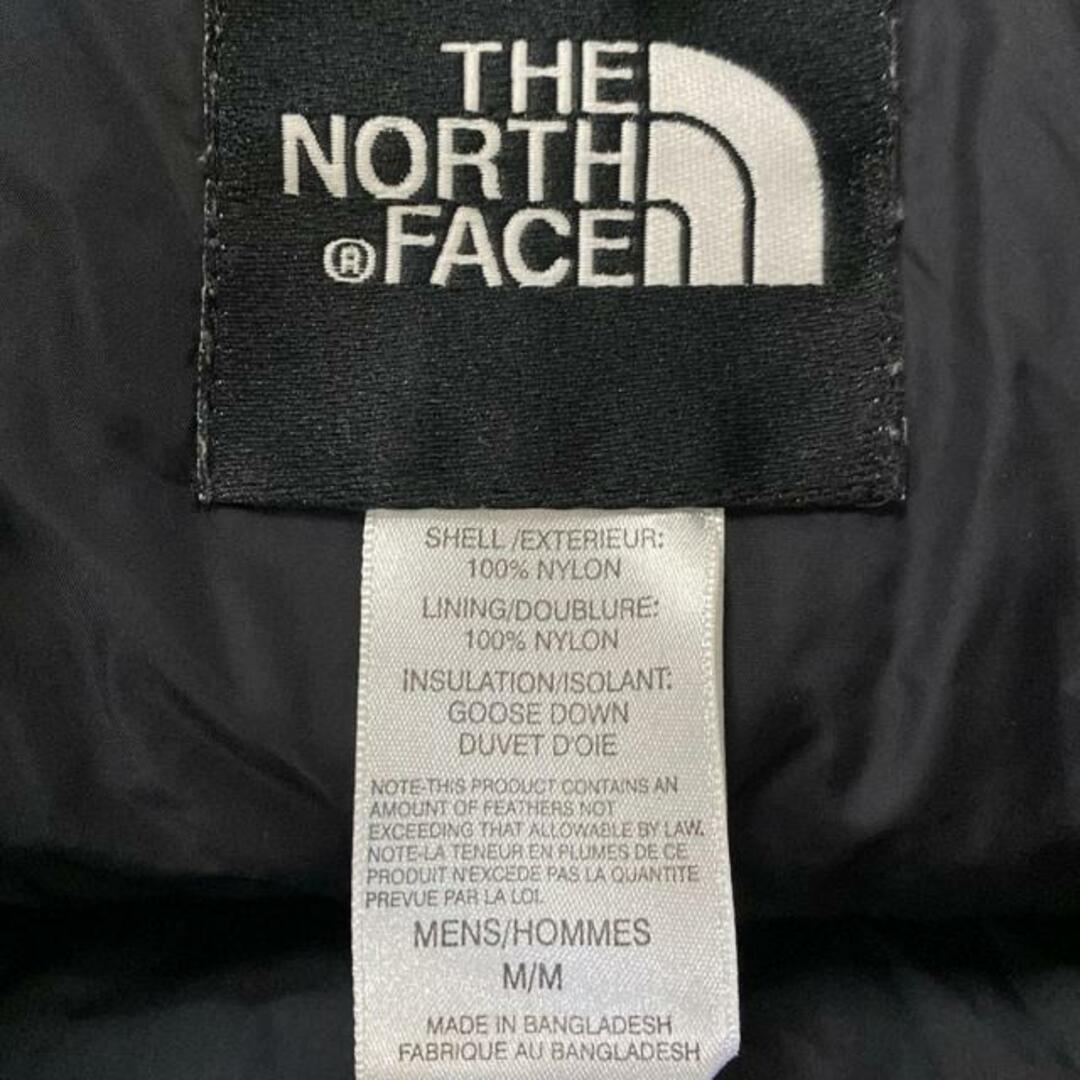 THE
NORTH
®FACE
SHELL/EXTERIEUR:
100% NYLON
LINING/DOUBLURE:
100% NYLON
INSULATION/ISOLANT:
GOOSE DOWN
DUVET D'OIE
NOTE-THIS PRODUCT CONTAINS AN
AMOUNT OF FEATHERS NOT
EXCEEDING THAT ALLOWABLE BY LAW.
NOTE-LA TENEUR EN PLUMES DE CE
PRODUIT N'EXCEDE PAS LA QUANTITE
PREVUE PAR LA LOI.
MENS/HOMMES
M/M
MADE IN BANGLADESH
FABRIQUE AU BANGLADESH